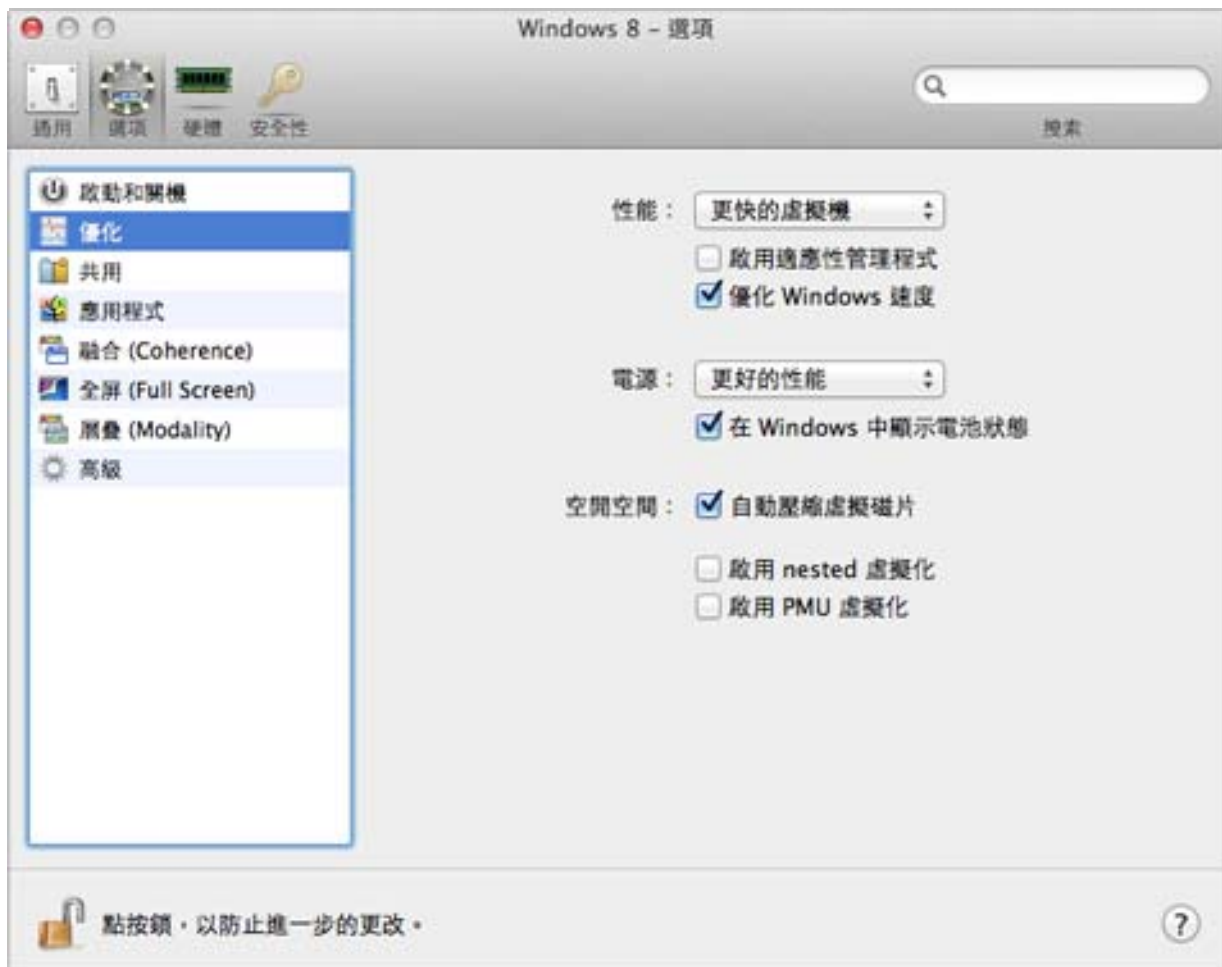 Windows 8 – 選項
通用 選項 硬體 安全性 搜索
啟動和關機
優化
共用
應用程式
融合 (Coherence)
全屏 (Full Screen)
層疊 (Modality)
高級
性能： 更快的虛擬機
啟用適應性管理程式
優化 Windows 速度
電源： 更好的性能
在 Windows 中顯示電池狀態
空閒空間： 自動壓縮虛擬磁片
啟用 nested 虛擬化
啟用 PMU 虛擬化
點按鎖，以防止進一步的更改。
?